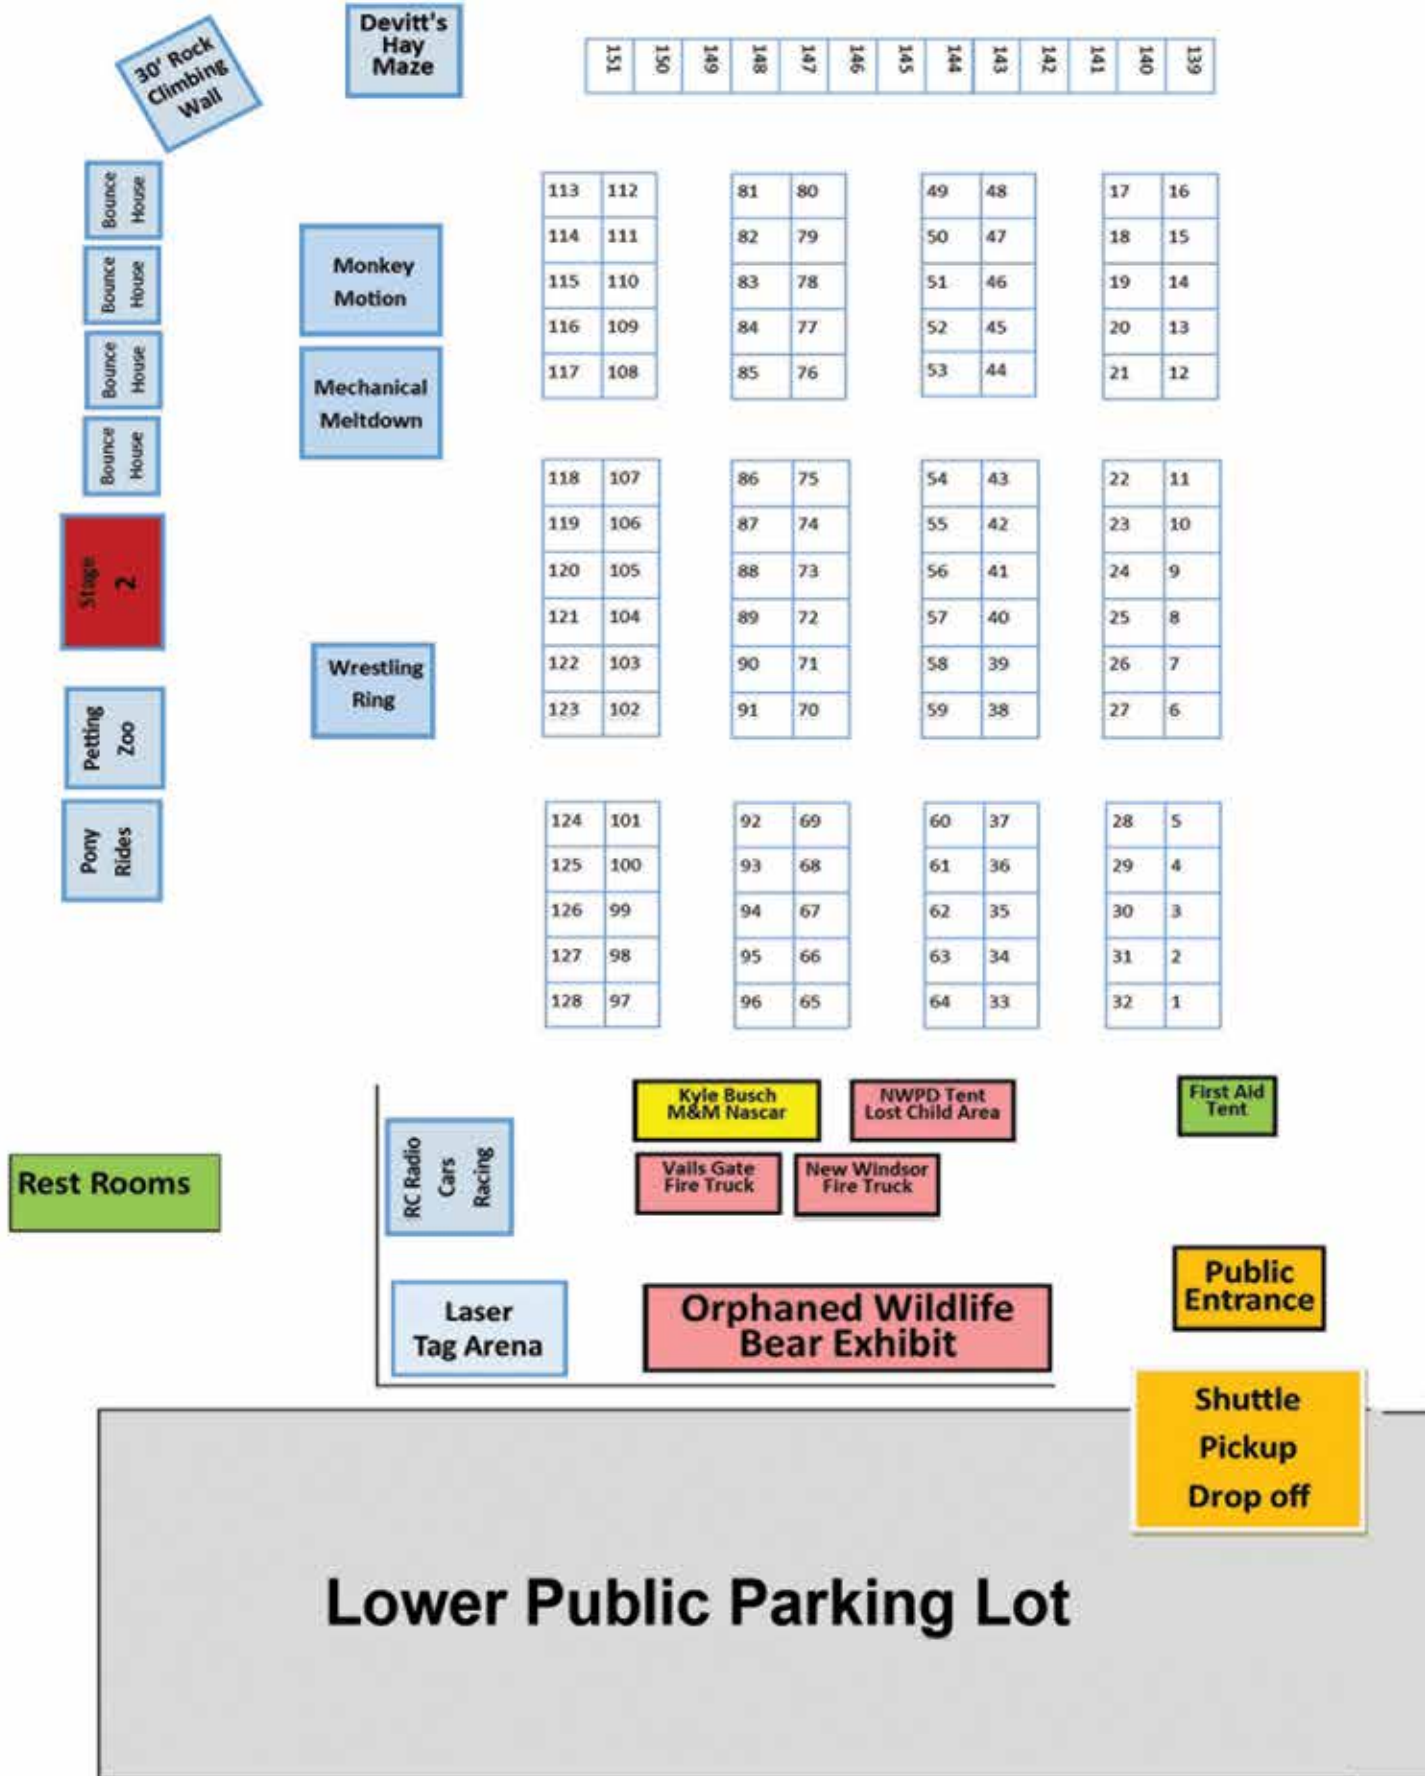 30' Rock
Climbing
Wall
Devitt's
Hay
Maze
151 150 149 148 147 146 145 144 143 142 141 140 139
Bounce
House
Bounce
House
Bounce
House
Bounce
House
Monkey
Motion
Mechanical
Meltdown
113 112 81 80 49 48 17 16
114 111 82 79 50 47 18 15
115 110 83 78 51 46 19 14
116 109 84 77 52 45 20 13
117 108 85 76 53 44 21 12
118 107 86 75 54 43 22 11
119 106 87 74 55 42 23 10
120 105 88 73 56 41 24 9
121 104 89 72 57 40 25 8
122 103 90 71 58 39 26 7
123 102 91 70 59 38 27 6
Stage
2
Wrestling
Ring
Petting
Zoo
Pony
Rides
124 101 92 69 60 37 28 5
125 100 93 68 61 36 29 4
126 99 94 67 62 35 30 3
127 98 95 66 63 34 31 2
128 97 96 65 64 33 32 1
Kyle Busch
M&M Nascar
NWPD Tent
Lost Child Area
First Aid
Tent
Rest Rooms
RC Radio
Cars
Racing
Vails Gate
Fire Truck
New Windsor
Fire Truck
Laser
Tag Arena
Orphaned Wildlife
Bear Exhibit
Public
Entrance
Shuttle
Pickup
Drop off
Lower Public Parking Lot